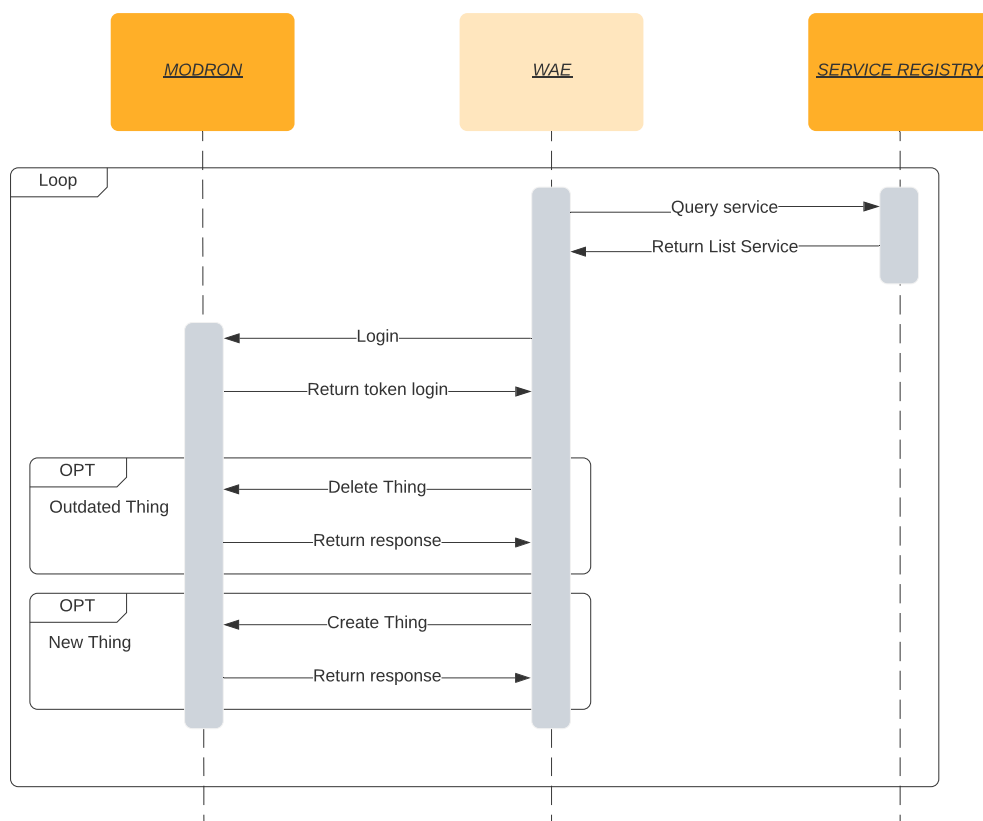 MODRON
WAE
SERVICE REGISTRY
Loop
Query service
Return List Service
Login
Return token login
OPT
Delete Thing
Outdated Thing
Return response
OPT
Create Thing
New Thing
Return response